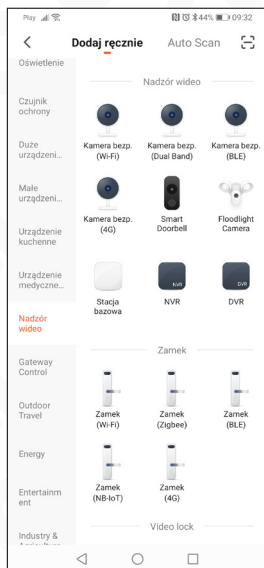 Play 44% 09:32
Dodaj ręcznie Auto Scan
Oświetlenie
Czujnik
ochrony
Duże
urządzeni...
Małe
urządzeni...
Urządzenie
kuchenne
Urządzenie
medyczne...
Nadzór
wideo
Gateway
Control
Outdoor
Travel
Energy
Entertainm
ent
Industry &
Nadzór wideo
Kamera bezp.
(Wi-Fi)
Kamera bezp.
(Dual Band)
Kamera bezp.
(BLE)
Kamera bezp.
(4G)
Smart
Doorbell
Floodlight
Camera
Stacja
bazowa
NVR
NVR
DVR
DVR
Zamek
Zamek
(Wi-Fi)
Zamek
(Zigbee)
Zamek
(BLE)
Zamek
(NB-IoT)
Zamek
(4G)
Video lock